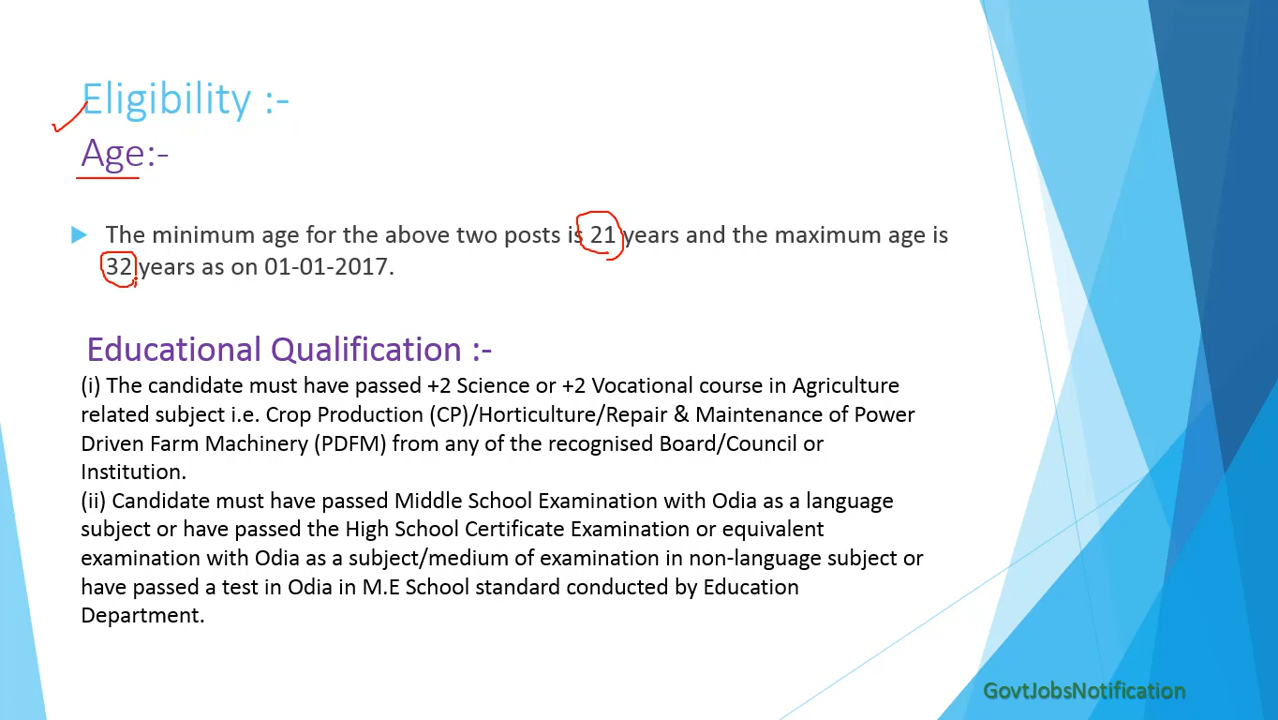 Eligibility :-
Age:-
The minimum age for the above two posts is 21 years and the maximum age is
32 years as on 01-01-2017.
Educational Qualification :-
(i) The candidate must have passed +2 Science or +2 Vocational course in Agriculture
related subject i.e. Crop Production (CP)/Horticulture/Repair & Maintenance of Power
Driven Farm Machinery (PDFM) from any of the recognised Board/Council or
Institution.
(ii) Candidate must have passed Middle School Examination with Odia as a language
subject or have passed the High School Certificate Examination or equivalent
examination with Odia as a subject/medium of examination in non-language subject or
have passed a test in Odia in M.E School standard conducted by Education
Department.
GovtJobsNotification